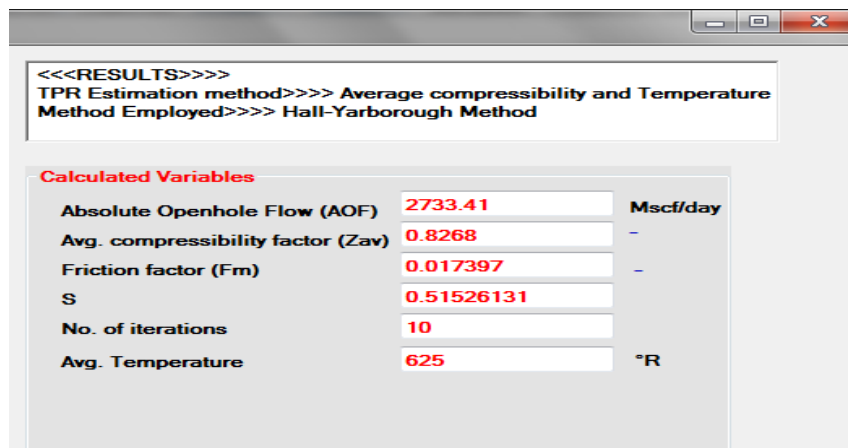 <<<RESULTS>>>>
TPR Estimation method>>>> Average compressibility and Temperature
Method Employed>>>> Hall-Yarborough Method
Calculated Variables
Absolute Openhole Flow (AOF) 2733.41 Mscf/day
Avg. compressibility factor (Zav) 0.8268 -
Friction factor (Fm) 0.017397 -
S 0.51526131
No. of iterations 10
Avg. Temperature 625 °R